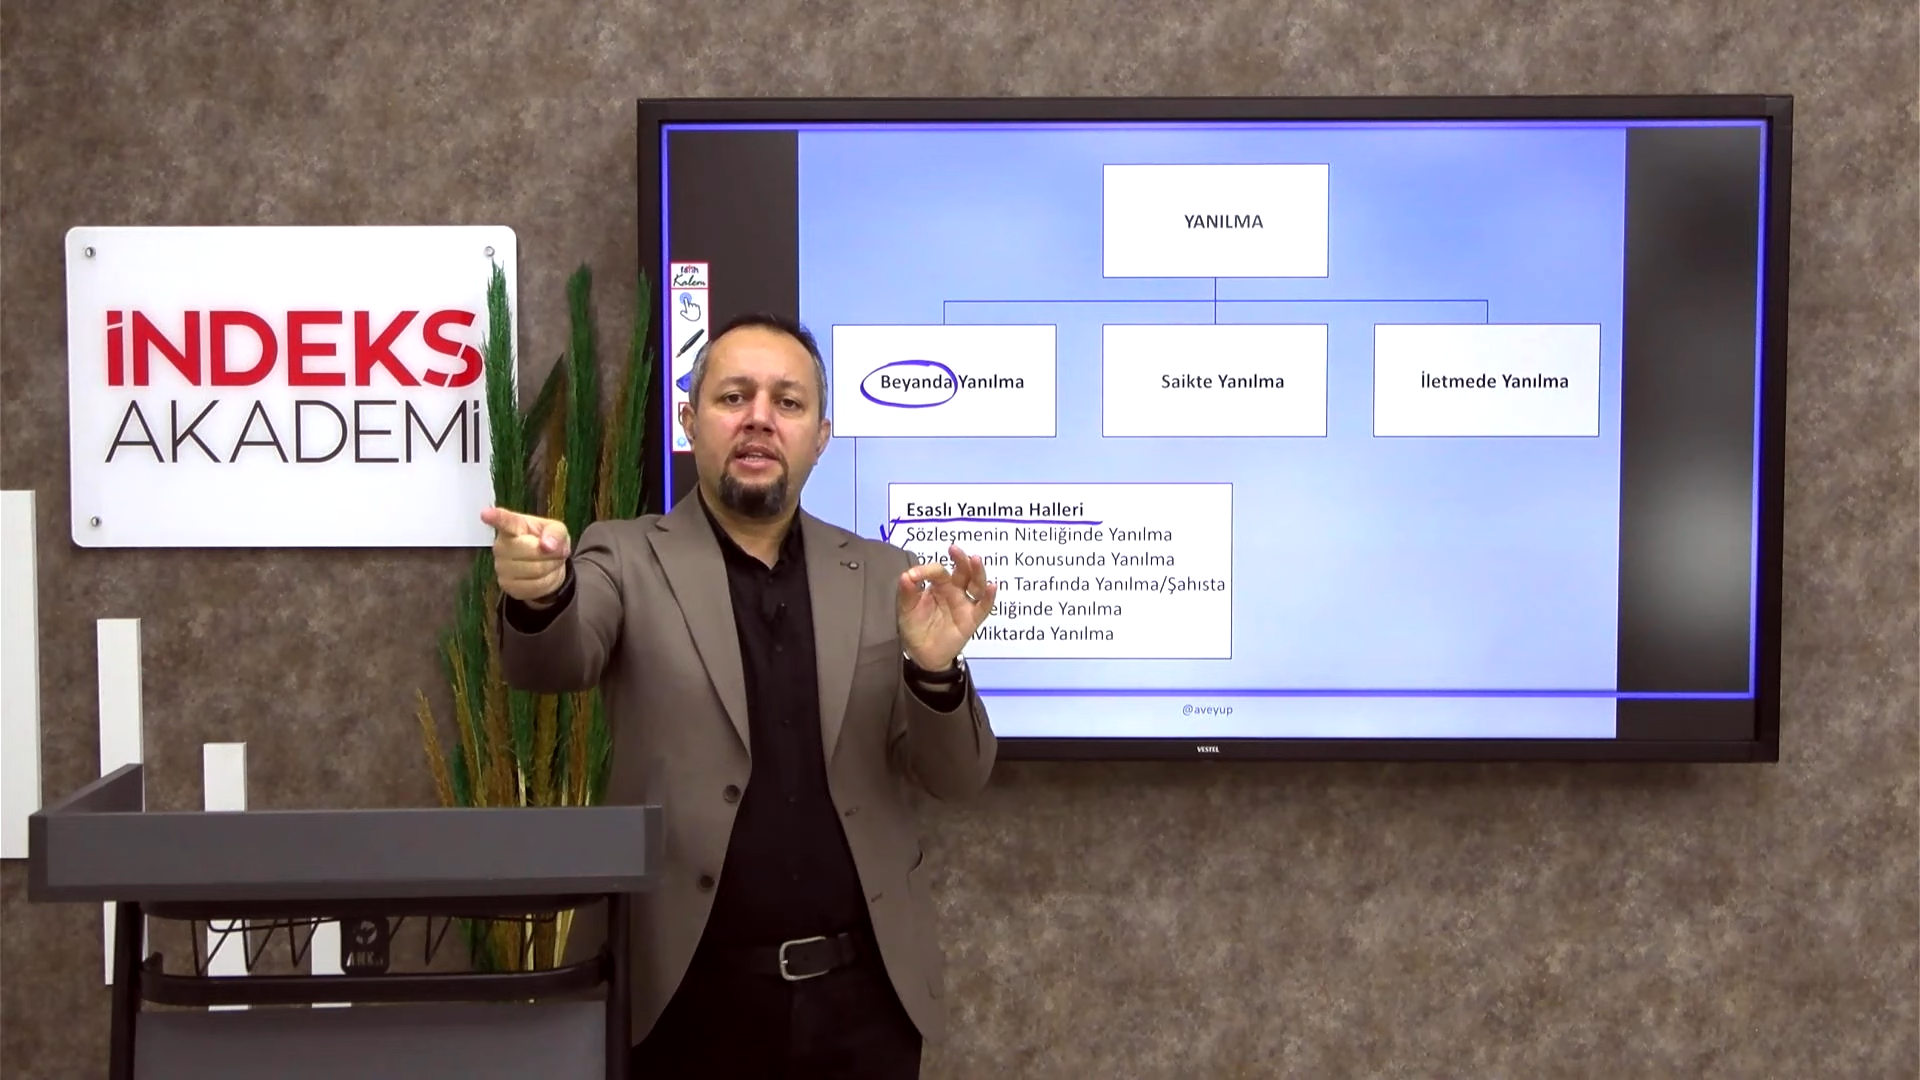 İNDEKS
AKADEMİ
Kalem
YANILMA
Beyanda Yanılma
Saikte Yanılma
İletmede Yanılma
Esaslı Yanılma Halleri
Sözleşmenin Niteliğinde Yanılma
Konusunda Yanılma
Tarafında Yanılma/Şahısta
Yanılma
Miktarda Yanılma
@aveyup
VESTEL